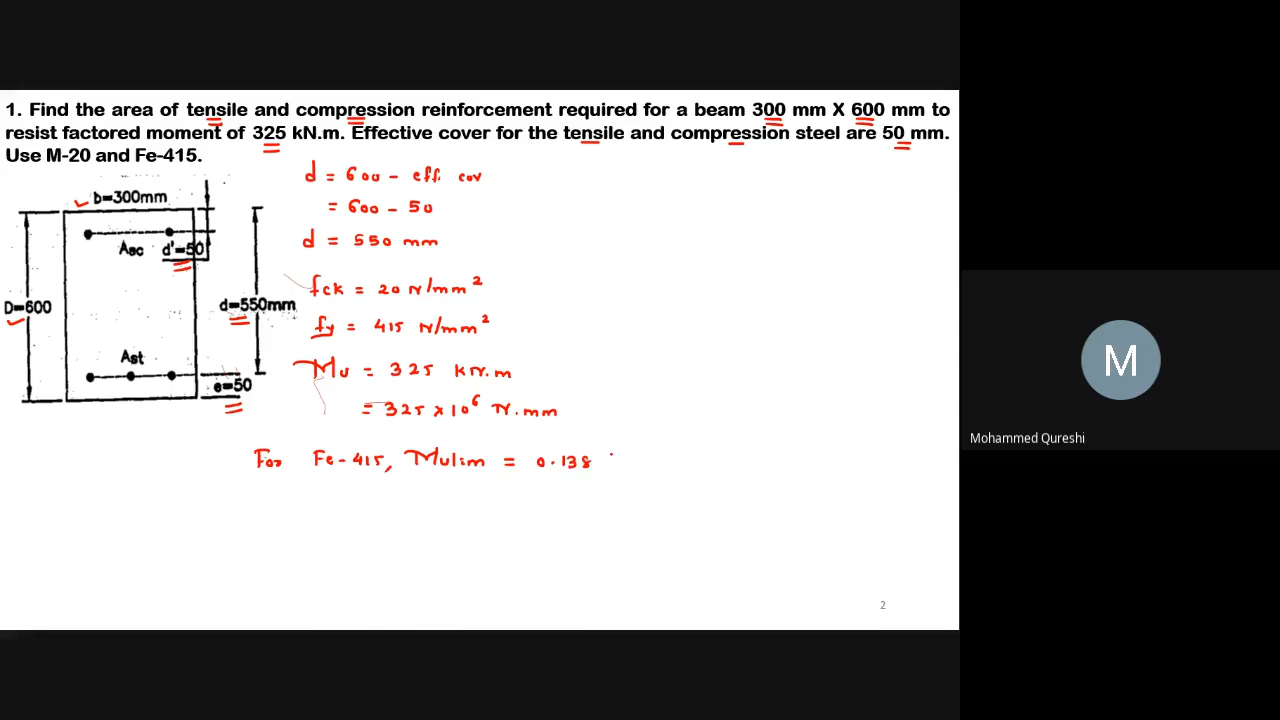 1. Find the area of tensile and compression reinforcement required for a beam 300 mm X 600 mm to
resist factored moment of 325 kN.m. Effective cover for the tensile and compression steel are 50 mm.
Use M-20 and Fe-415.
d = 600 - eff. cov
= 600 - 50
d = 550 mm
fck = 20 N/mm²
fy = 415 N/mm²
Mu = 325 kN.m
= 325 × 10⁶ N.mm
For Fe-415, Mulim = 0.138
b=300mm
Asc d'=50
D=600
d=550mm
Ast
e=50
2
M
Mohammed Qureshi